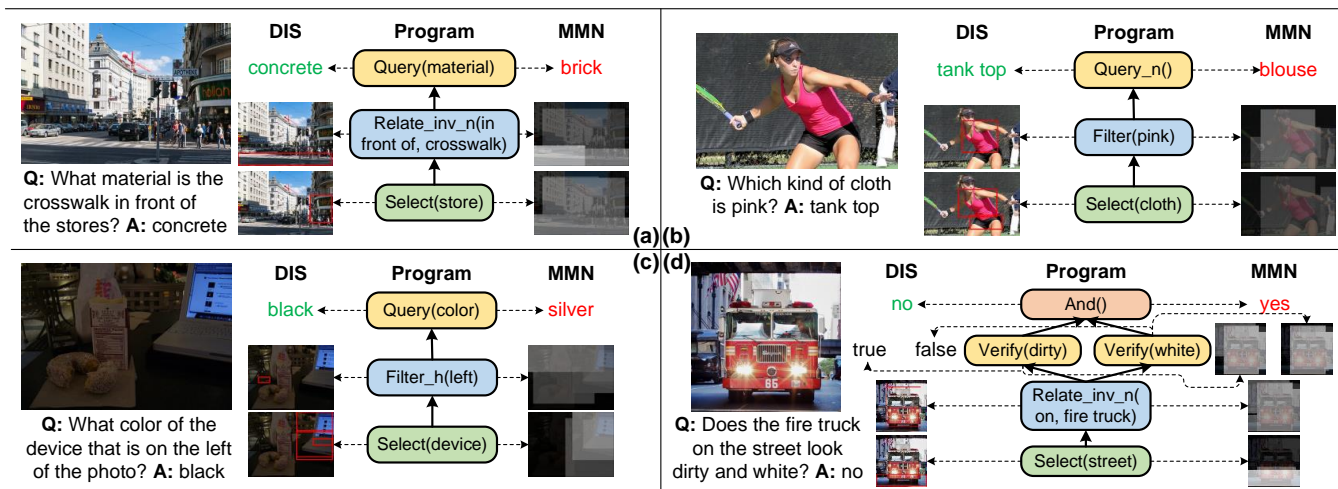 DIS Program MMN
concrete Query(material) brick
Relate_inv_n(in
front of, crosswalk)
Select(store)
Q: What material is the
crosswalk in front of
the stores? A: concrete
(a)
DIS Program MMN
tank top Query_n() blouse
Filter(pink)
Select(cloth)
Q: Which kind of cloth
is pink? A: tank top
(b)
DIS Program MMN
black Query(color) silver
Filter_h(left)
Select(device)
Q: What color of the
device that is on the left
of the photo? A: black
(c)
DIS Program MMN
no And() yes
true false Verify(dirty) Verify(white)
Relate_inv_n(
on, fire truck)
Select(street)
65
Q: Does the fire truck
on the street look
dirty and white? A: no
(d)